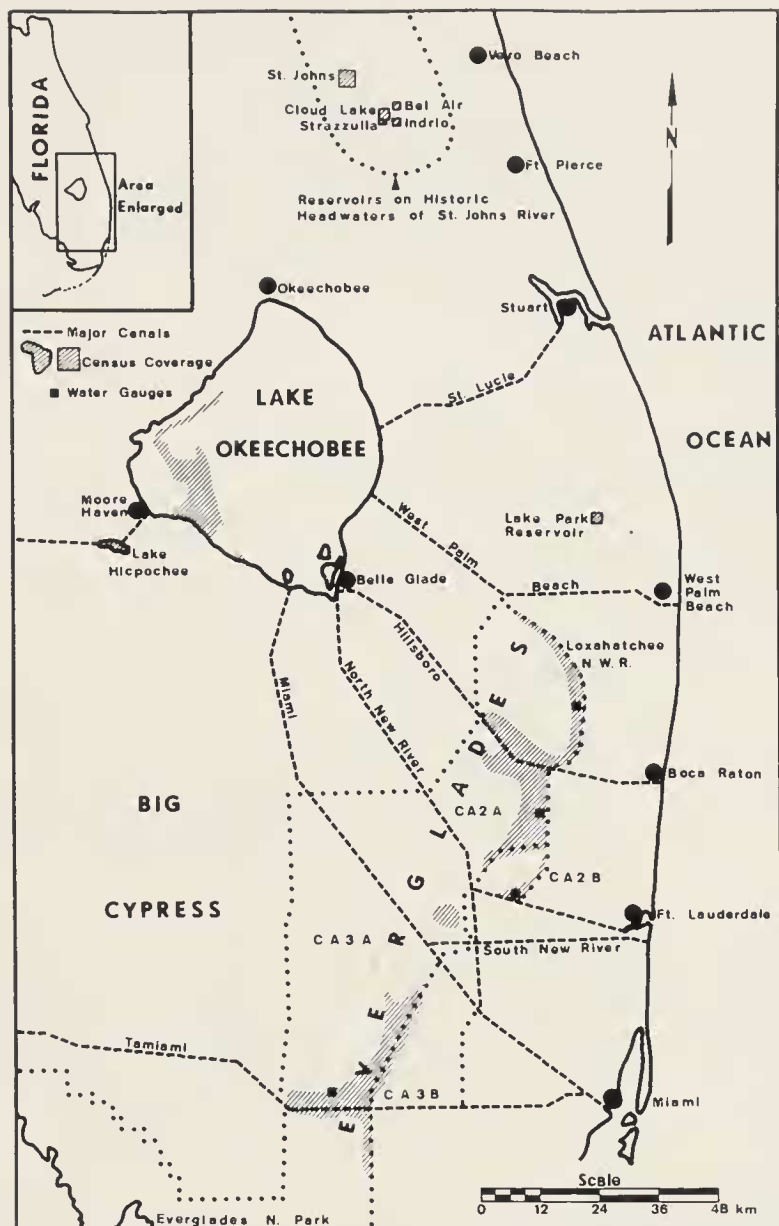 FLORIDA
Area
Enlarged
St. Johns
Vero Beach
Cloud Lake
Bel Air
Strazzulla
Indrio
Ft. Pierce
Reservoirs on Historic
Headwaters of St. Johns River
N
Okeechobee
Stuart
Major Canals
Census Coverage
Water Gauges
ATLANTIC
OCEAN
LAKE
OKEECHOBEE
St. Lucie
Moore
Haven
Lake
Hicpochee
Belle Glade
West Palm
Beach
Lake Park
Reservoir
West
Palm
Beach
Loxahatchee
N.W.R.
Hillsboro
North New River
Miami
EVERGLADES
BIG
CYPRESS
CA2A
CA2B
Boca Raton
Ft. Lauderdale
South New River
CA3A
Tamiami
CA3B
Miami
Everglades N. Park
Scale
0 12 24 36 48 km